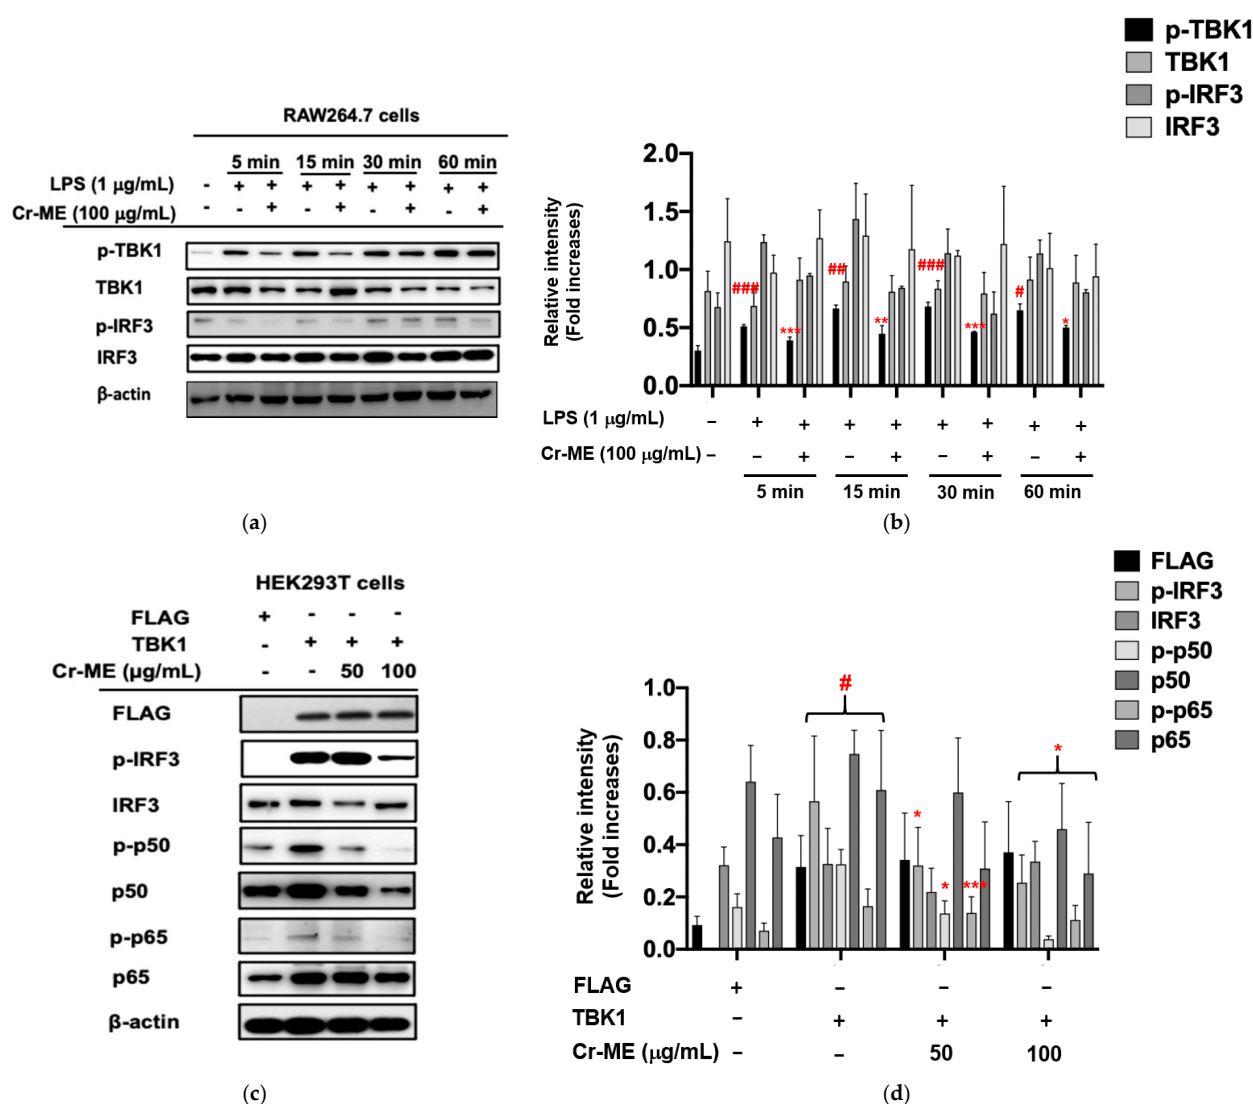 RAW264.7 cells
5 min 15 min 30 min 60 min
LPS (1 μg/mL) - + + + + + + + +
Cr-ME (100 μg/mL) - - + - + - + - +
p-TBK1
TBK1
p-IRF3
IRF3
β-actin
(a)
p-TBK1
TBK1
p-IRF3
IRF3
Relative intensity
(Fold increases)
2.0
1.5
1.0
0.5
0.0
### *** ## ** ### *** # *
LPS (1 μg/mL) – + + + + + + + +
Cr-ME (100 μg/mL) – – + – + – + – +
5 min 15 min 30 min 60 min
(b)
HEK293T cells
FLAG + - - -
TBK1 - + + +
Cr-ME (μg/mL) - - 50 100
FLAG
p-IRF3
IRF3
p-p50
p50
p-p65
p65
β-actin
(c)
FLAG
p-IRF3
IRF3
p-p50
p50
p-p65
p65
Relative intensity
(Fold increases)
1.0
0.8
0.6
0.4
0.2
0.0
# * * *** *
FLAG + – – –
TBK1 – + + +
Cr-ME (μg/mL) – – 50 100
(d)